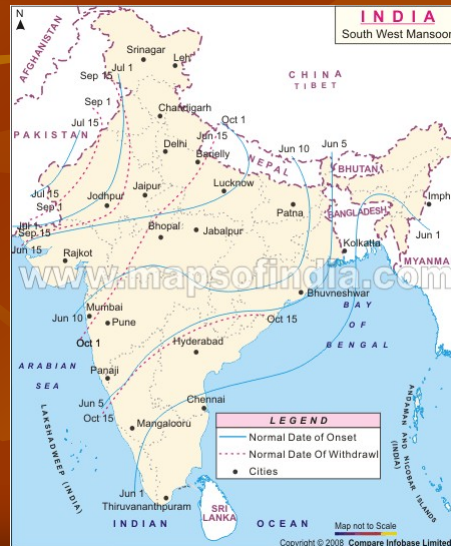 N
INDIA
South West Mansoon
AFGHANISTAN
Srinagar
Leh
Jul 1
Sep 15
CHINA
TIBET
Sep 1
Chandigarh
Oct 1
Jul 15
PAKISTAN
Jun 15
Jun 10
Jun 5
Delhi
Bareilly
NEPAL
BHUTAN
Lucknow
Jul 15
Sep 1
Jodhpur
Jaipur
Patna
BANGLADESH
Imph
Jul 1
Sep 15
Jun 15
Bhopal
Jabalpur
Jun 1
Rajkot
Kolkatta
MYANMA
www.mapsofindia.com
Mumbai
Bhuvneshwar
Jun 10
Pune
Oct 15
BAY
OF
BENGAL
Oct 1
Hyderabad
ARABIAN
SEA
Panaji
Jun 5
Oct 15
Chennai
LAKSHADWEEP (INDIA)
Mangalooru
ANDAMAN AND NICOBAR ISLANDS
(INDIA)
LEGEND
Normal Date of Onset
Normal Date Of Withdrawl
Cities
Jun 1
Thiruvananthpuram
SRI
LANKA
INDIAN OCEAN
Map not to Scale
Copyright © 2008 Compare Infobase Limited